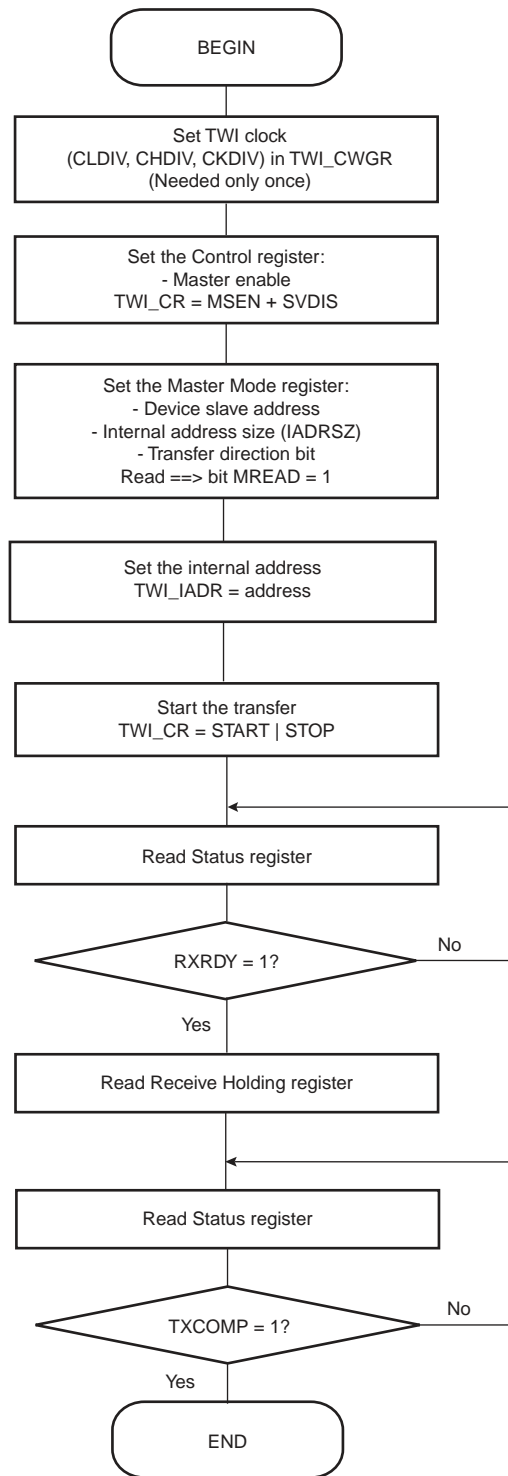 BEGIN
Set TWI clock
(CLDIV, CHDIV, CKDIV) in TWI_CWGR
(Needed only once)
Set the Control register:
- Master enable
TWI_CR = MSEN + SVDIS
Set the Master Mode register:
- Device slave address
- Internal address size (IADRSZ)
- Transfer direction bit
Read ==> bit MREAD = 1
Set the internal address
TWI_IADR = address
Start the transfer
TWI_CR = START | STOP
Read Status register
RXRDY = 1?
No
Yes
Read Receive Holding register
Read Status register
TXCOMP = 1?
No
Yes
END